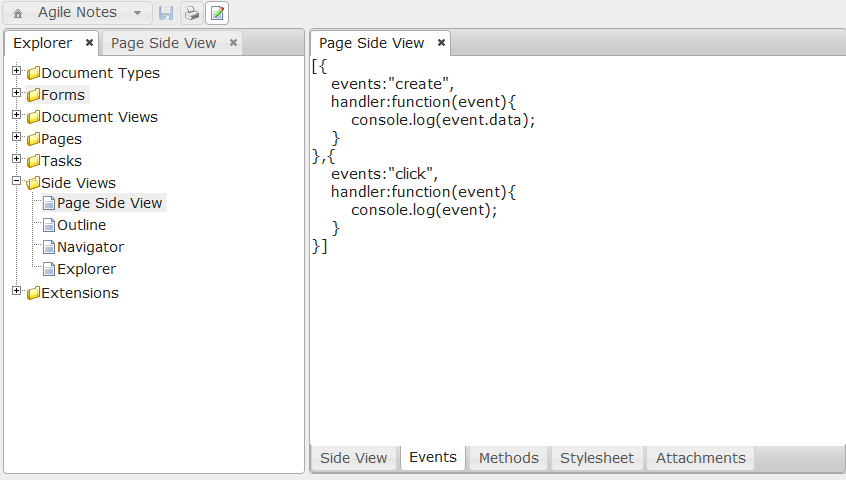 Agile Notes
Explorer
Page Side View
Document Types
Forms
Document Views
Pages
Tasks
Side Views
Page Side View
Outline
Navigator
Explorer
Extensions
Page Side View
[{
    events:"create",
    handler:function(event){
        console.log(event.data);
    }
},{
    events:"click",
    handler:function(event){
        console.log(event);
    }
}]
Side View
Events
Methods
Stylesheet
Attachments